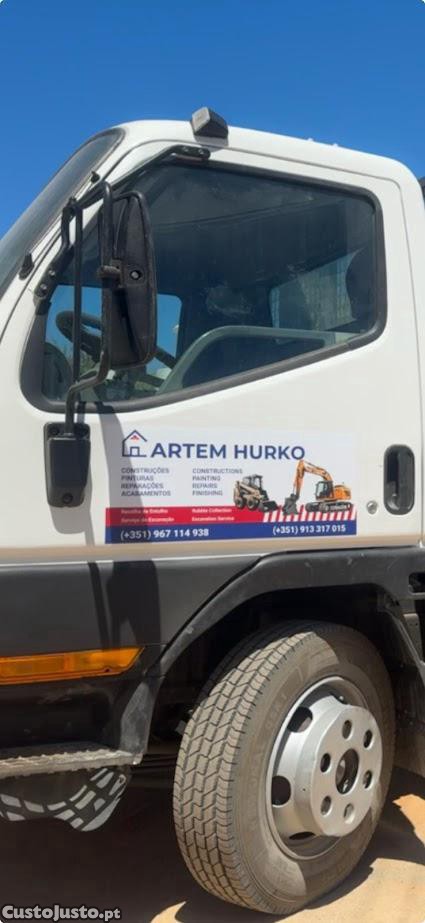 ARTEM HURKO
CONSTRUÇÕES
PINTURAS
REPARAÇÕES
ACABAMENTOS
CONSTRUCTIONS
PAINTING
REPAIRS
FINISHING
Recolha de Entulho
Serviço de Escavação
Rubble Collection
Excavation Service
(+351) 967 114 938
(+351) 913 317 015
CustoJusto.pt